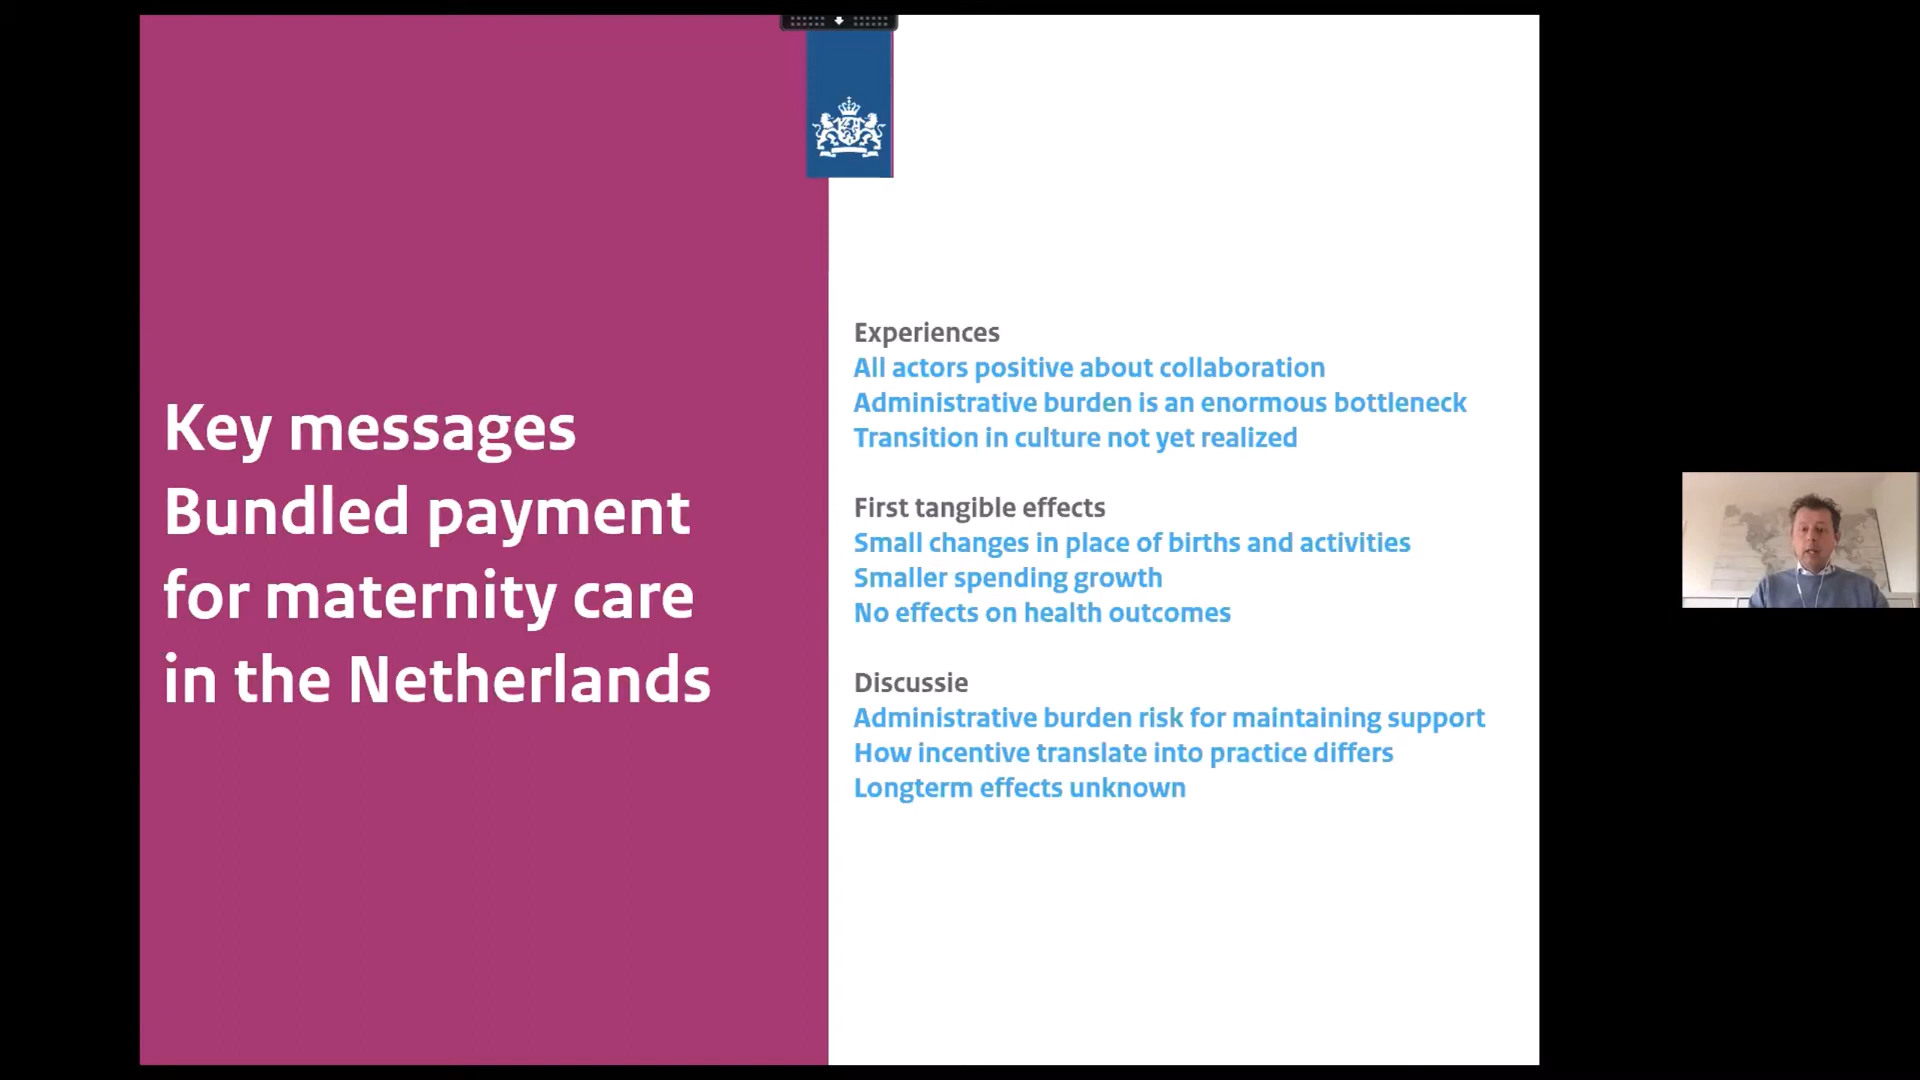 Key messages
Bundled payment
for maternity care
in the Netherlands
Experiences
All actors positive about collaboration
Administrative burden is an enormous bottleneck
Transition in culture not yet realized
First tangible effects
Small changes in place of births and activities
Smaller spending growth
No effects on health outcomes
Discussie
Administrative burden risk for maintaining support
How incentive translate into practice differs
Longterm effects unknown